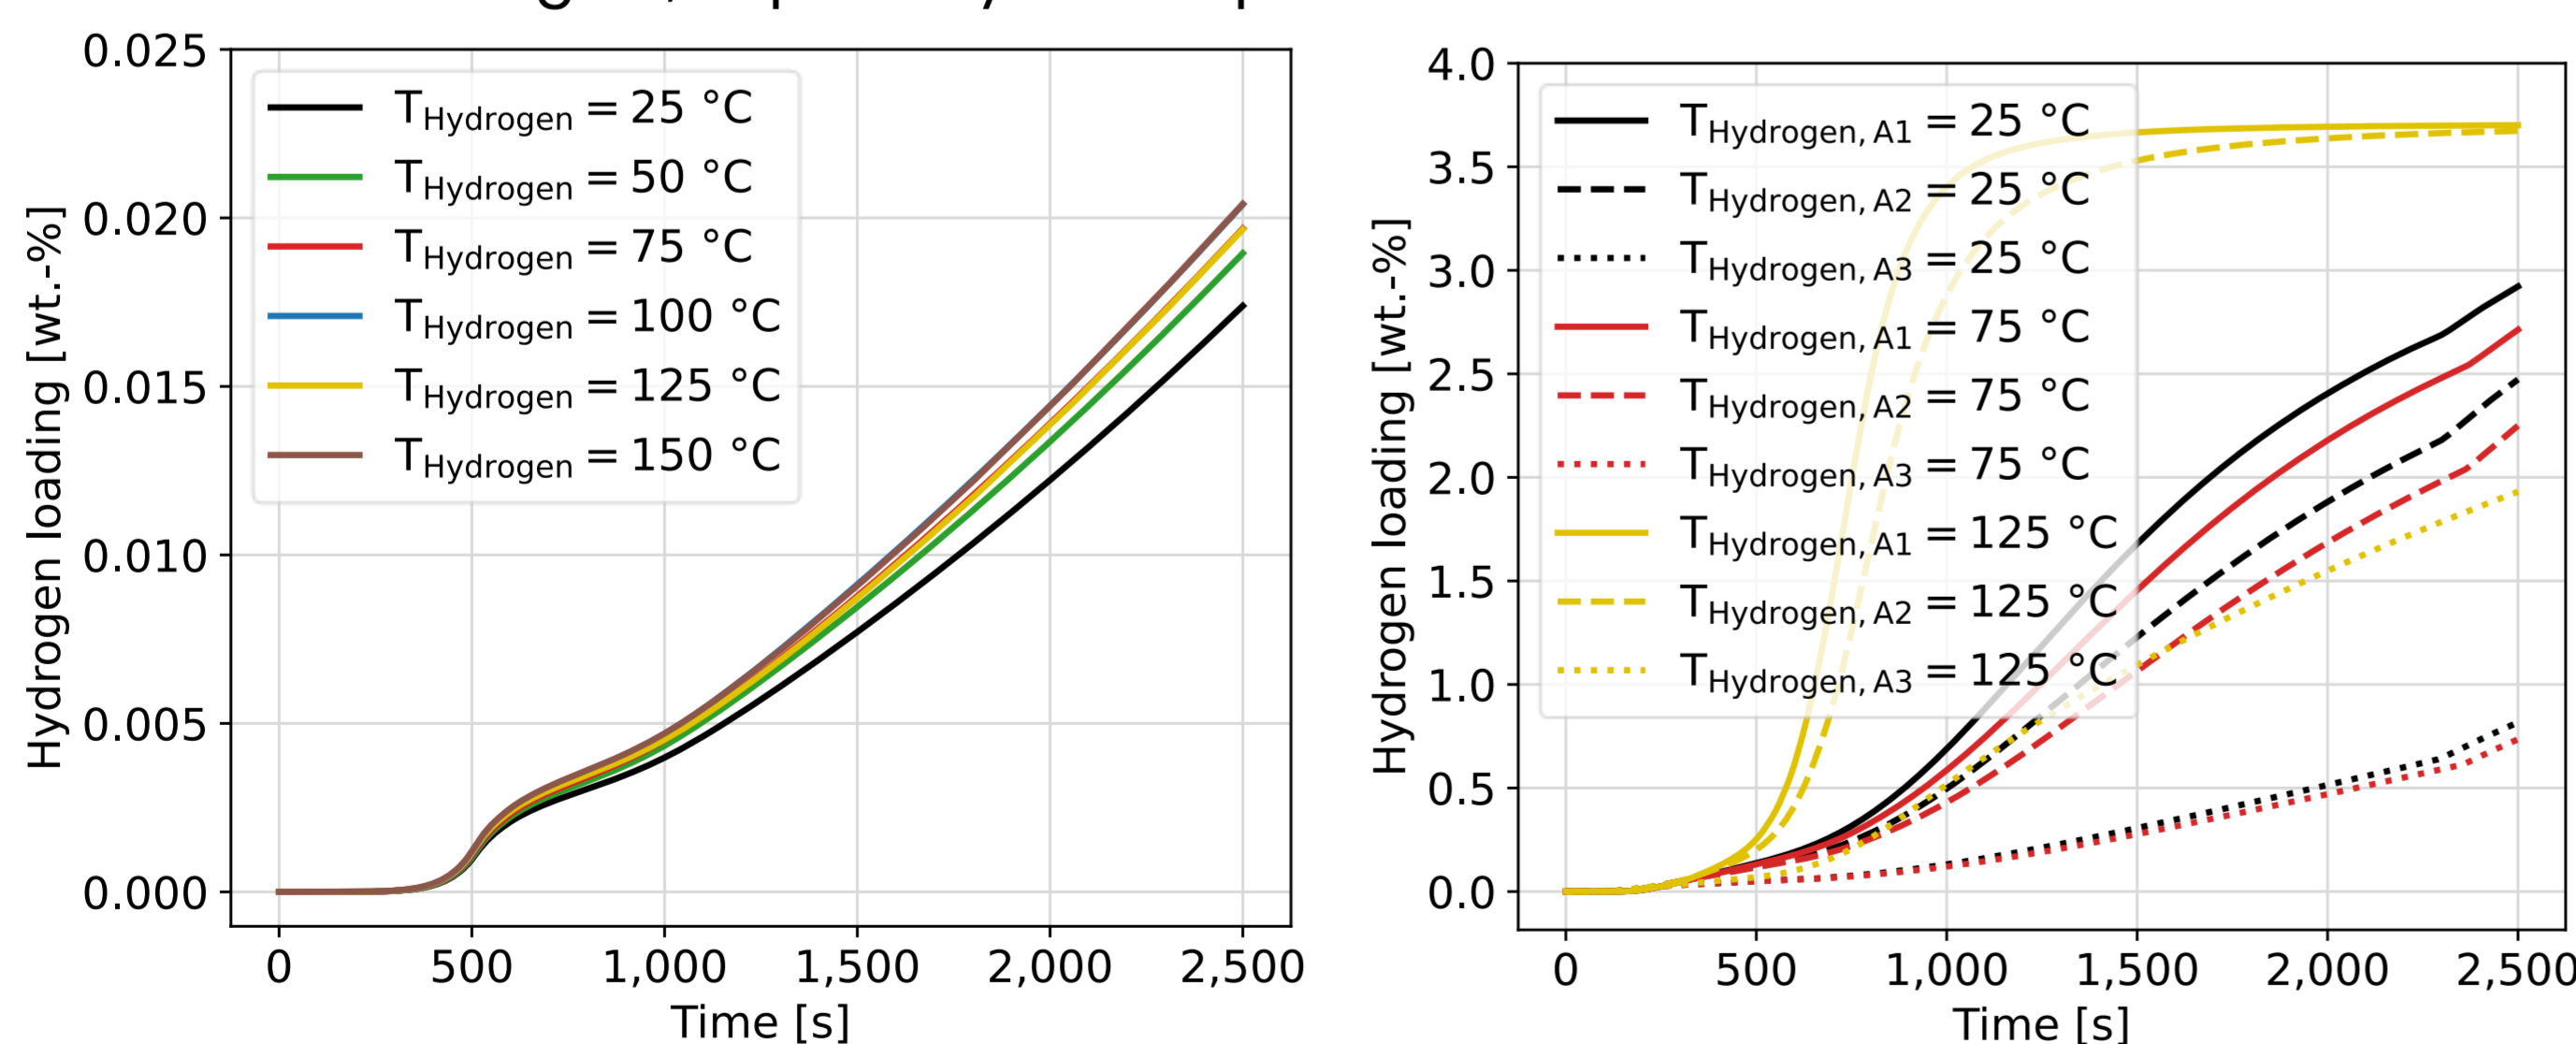 Hydrogen loading [wt.-%]
0.025
0.020
0.015
0.010
0.005
0.000
T_Hydrogen = 25 °C
T_Hydrogen = 50 °C
T_Hydrogen = 75 °C
T_Hydrogen = 100 °C
T_Hydrogen = 125 °C
T_Hydrogen = 150 °C
0 500 1,000 1,500 2,000 2,500
Time [s]
Hydrogen loading [wt.-%]
4.0
3.5
3.0
2.5
2.0
1.5
1.0
0.5
0.0
T_Hydrogen, A1 = 25 °C
T_Hydrogen, A2 = 25 °C
T_Hydrogen, A3 = 25 °C
T_Hydrogen, A1 = 75 °C
T_Hydrogen, A2 = 75 °C
T_Hydrogen, A3 = 75 °C
T_Hydrogen, A1 = 125 °C
T_Hydrogen, A2 = 125 °C
T_Hydrogen, A3 = 125 °C
0 500 1,000 1,500 2,000 2,500
Time [s]